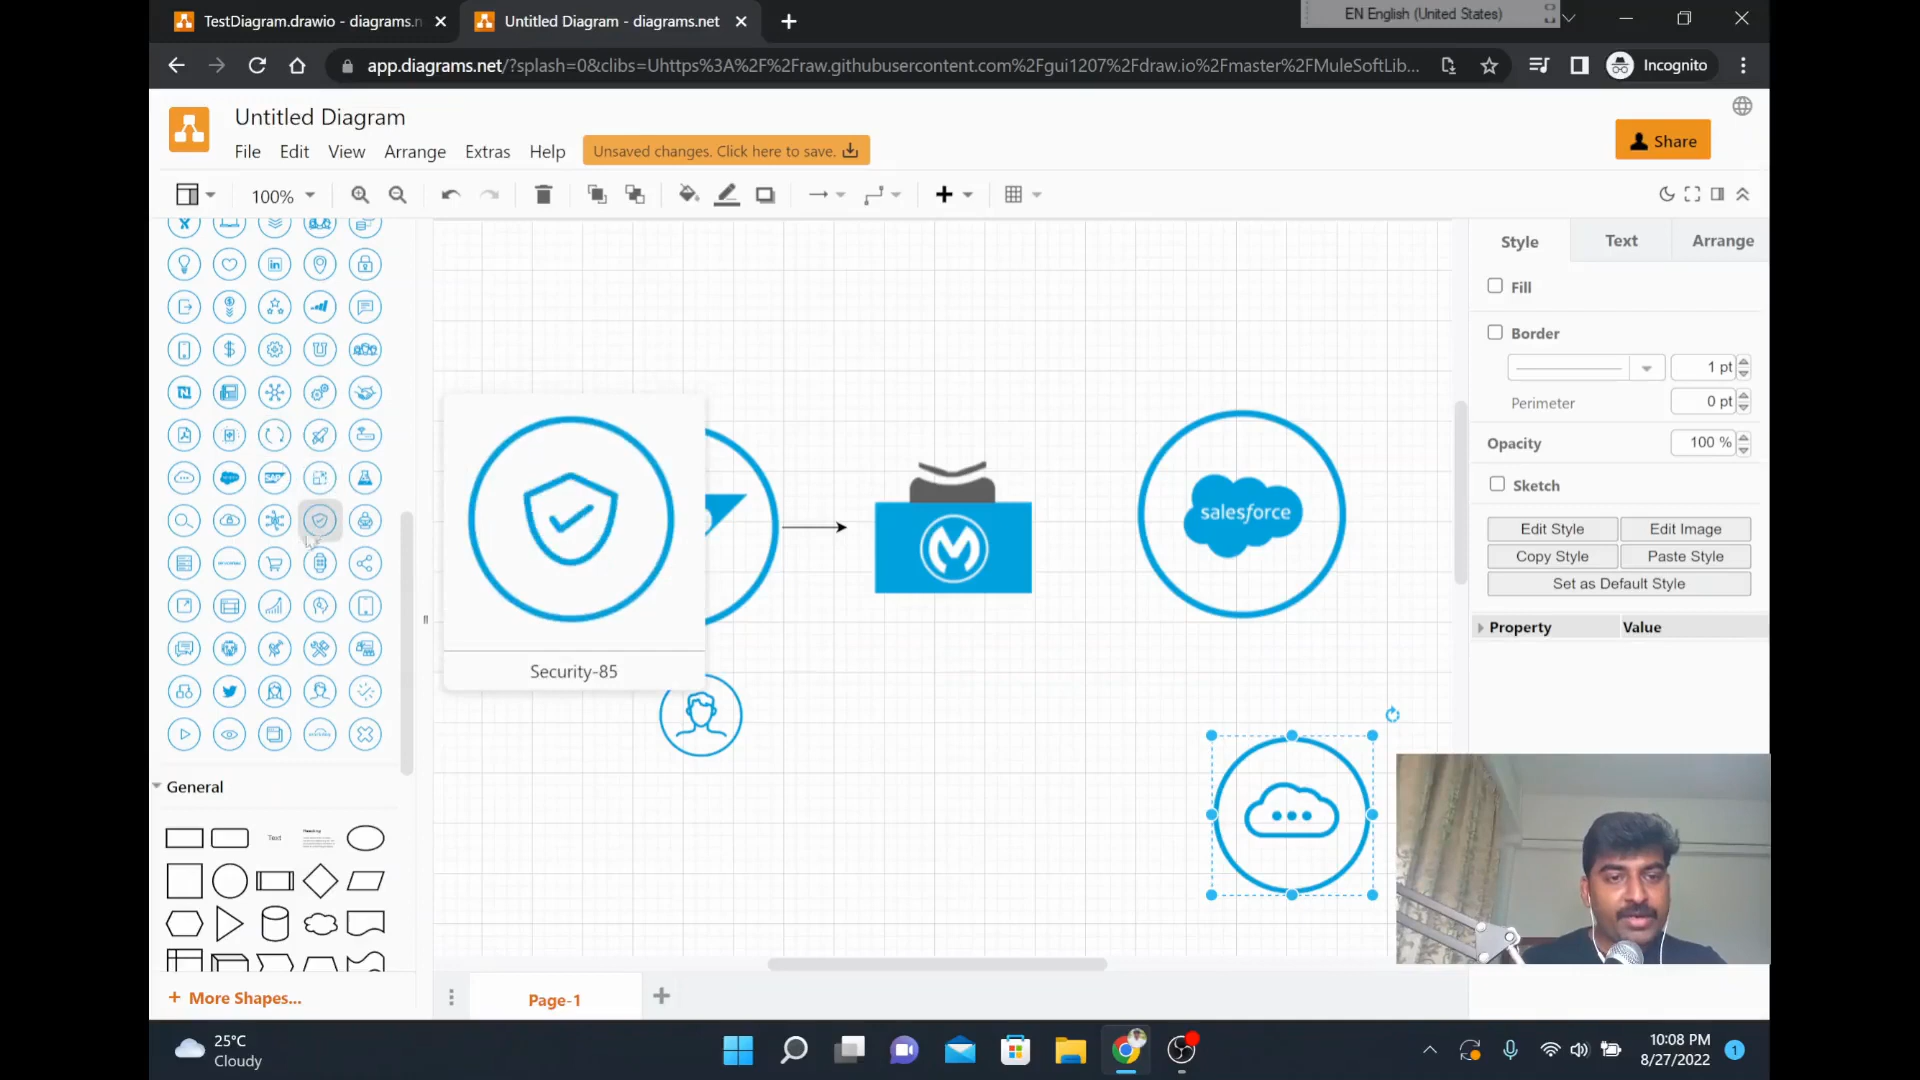 TestDiagram.drawio - diagrams.n
Untitled Diagram - diagrams.net
EN English (United States)
app.diagrams.net/?splash=0&clibs=Uhttps%3A%2F%2Fraw.githubusercontent.com%2Fgui1207%2Fdraw.io%2Fmaster%2FMuleSoftLib...
Incognito
Untitled Diagram
File Edit View Arrange Extras Help
Unsaved changes. Click here to save.
Share
100%
Style Text Arrange
Fill
Border
1 pt
Perimeter
0 pt
Opacity
100 %
Sketch
Edit Style Edit Image
Copy Style Paste Style
Set as Default Style
Property Value
salesforce
Security-85
in
SAP
General
Text
+ More Shapes...
Page-1
25°C
Cloudy
10:08 PM
8/27/2022
1